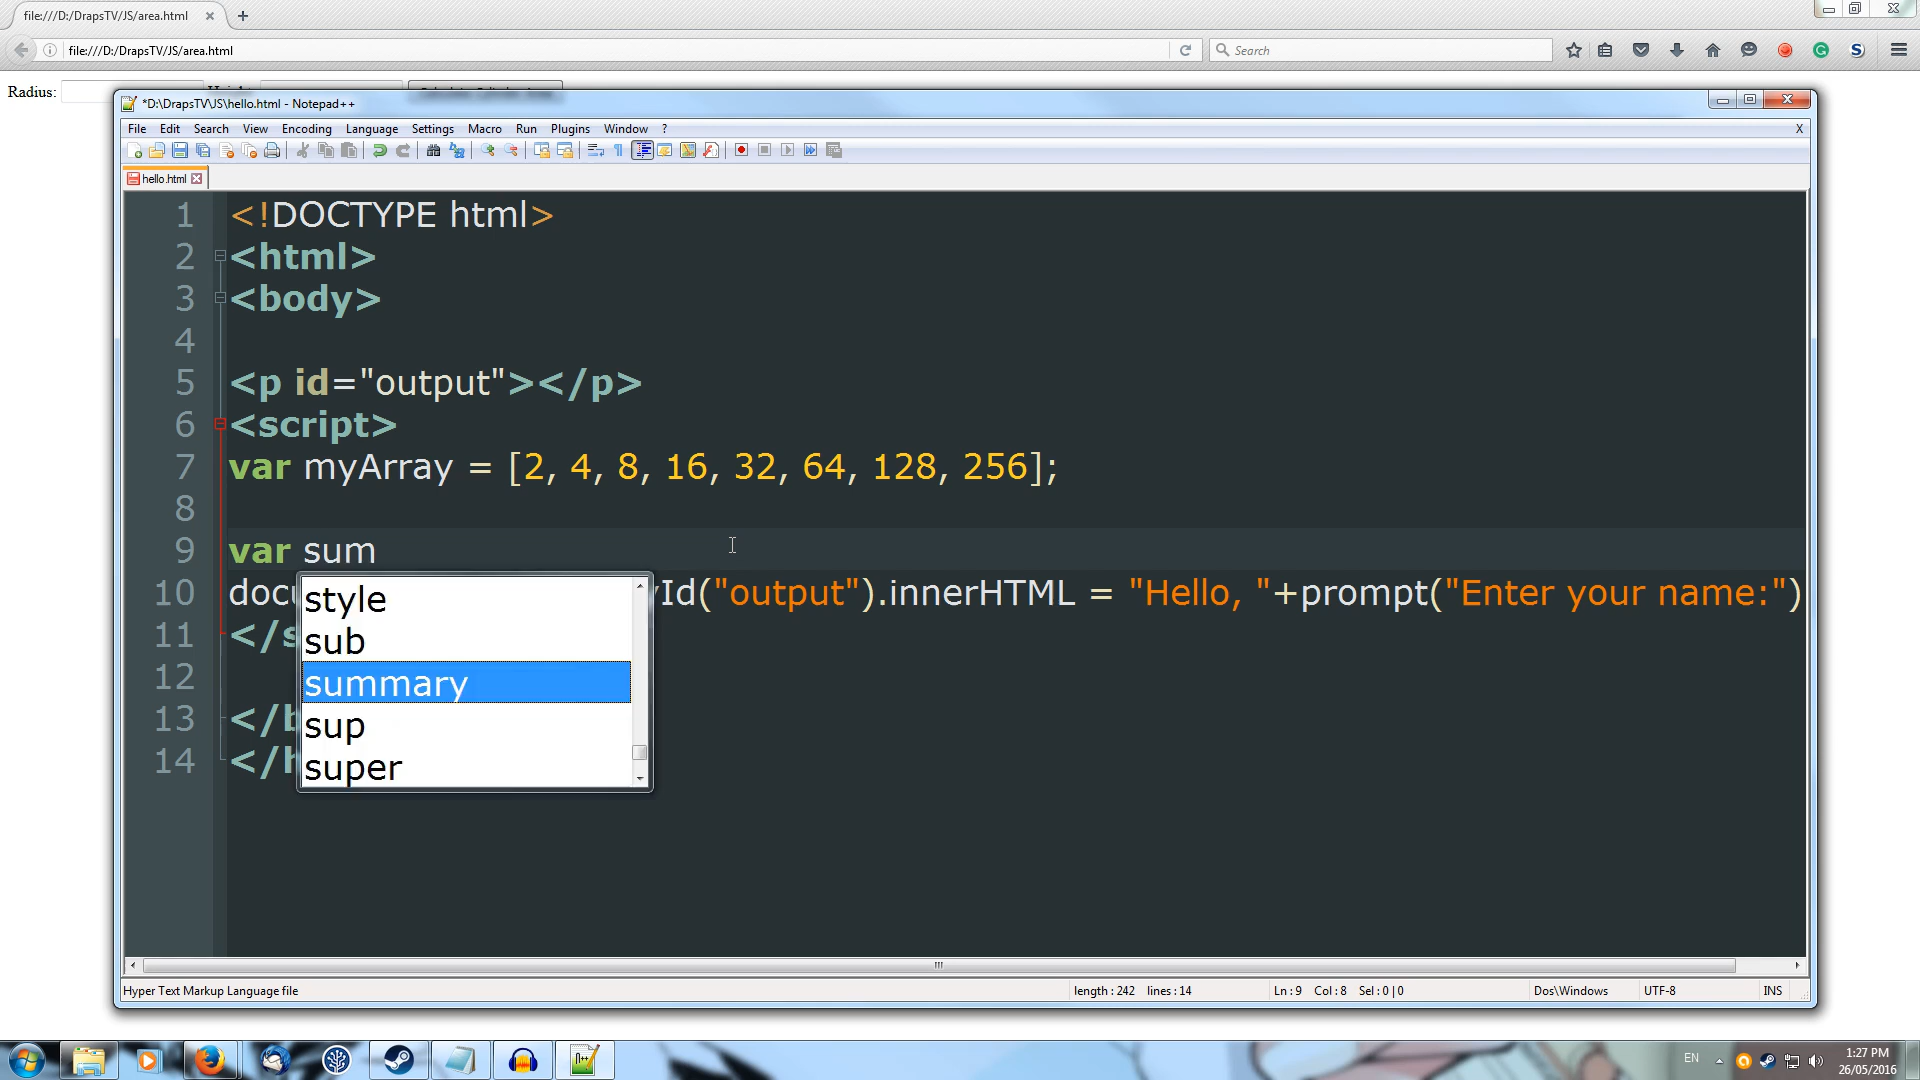 file:///D:/DrapsTV/JS/area.html
file:///D:/DrapsTV/JS/area.html
Search
Radius:
*D:\DrapsTV\JS\hello.html - Notepad++
File Edit Search View Encoding Language Settings Macro Run Plugins Window ? X
hello.html
1 <!DOCTYPE html>
2 <html>
3 <body>
4
5 <p id="output"></p>
6 <script>
7 var myArray = [2, 4, 8, 16, 32, 64, 128, 256];
8
9 var sum
10 docu yId("output").innerHTML = "Hello, "+prompt("Enter your name:")
11 </s
12
13 </b
14 </h
style
sub
summary
sup
super
Hyper Text Markup Language file length : 242 lines : 14 Ln : 9 Col : 8 Sel : 0 | 0 Dos\Windows UTF-8 INS
EN 1:27 PM
26/05/2016